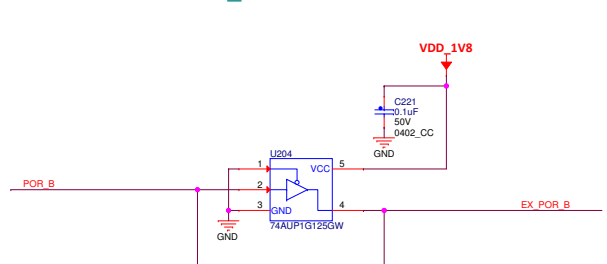 VDD_1V8
C221
0.1uF
50V
0402_CC
GND
U204
1
VCC
5
POR_B
2
3
GND
4
EX_POR_B
74AUP1G125GW
GND